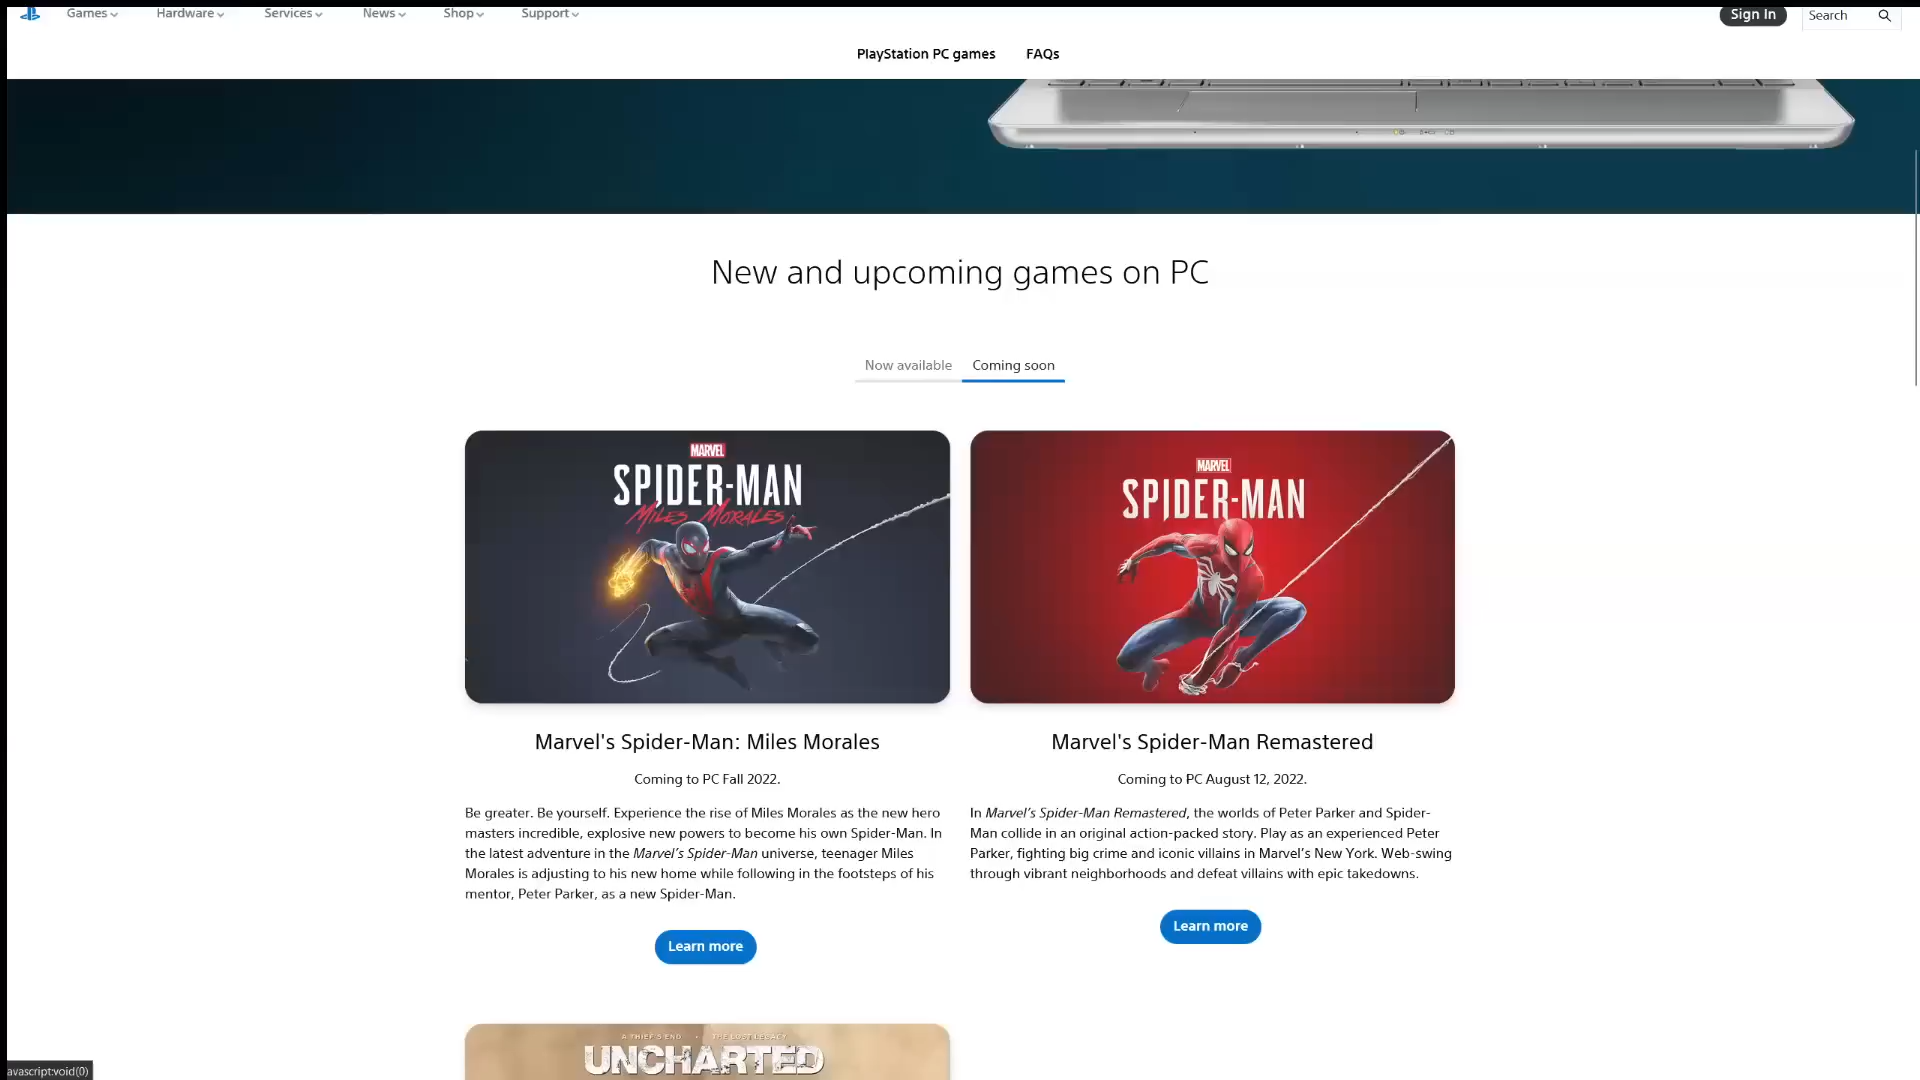 Games Hardware Services News Shop Support Sign In Search
PlayStation PC games FAQs
New and upcoming games on PC
Now available Coming soon
MARVEL
SPIDER-MAN
MILES MORALES
MARVEL
SPIDER-MAN
Marvel's Spider-Man: Miles Morales
Coming to PC Fall 2022.
Be greater. Be yourself. Experience the rise of Miles Morales as the new hero
masters incredible, explosive new powers to become his own Spider-Man. In
the latest adventure in the Marvel’s Spider-Man universe, teenager Miles
Morales is adjusting to his new home while following in the footsteps of his
mentor, Peter Parker, as a new Spider-Man.
Learn more
Marvel's Spider-Man Remastered
Coming to PC August 12, 2022.
In Marvel’s Spider-Man Remastered, the worlds of Peter Parker and Spider-
Man collide in an original action-packed story. Play as an experienced Peter
Parker, fighting big crime and iconic villains in Marvel’s New York. Web-swing
through vibrant neighborhoods and defeat villains with epic takedowns.
Learn more
A THIEF'S END • THE LOST LEGACY
UNCHARTED
avascript:void(0)